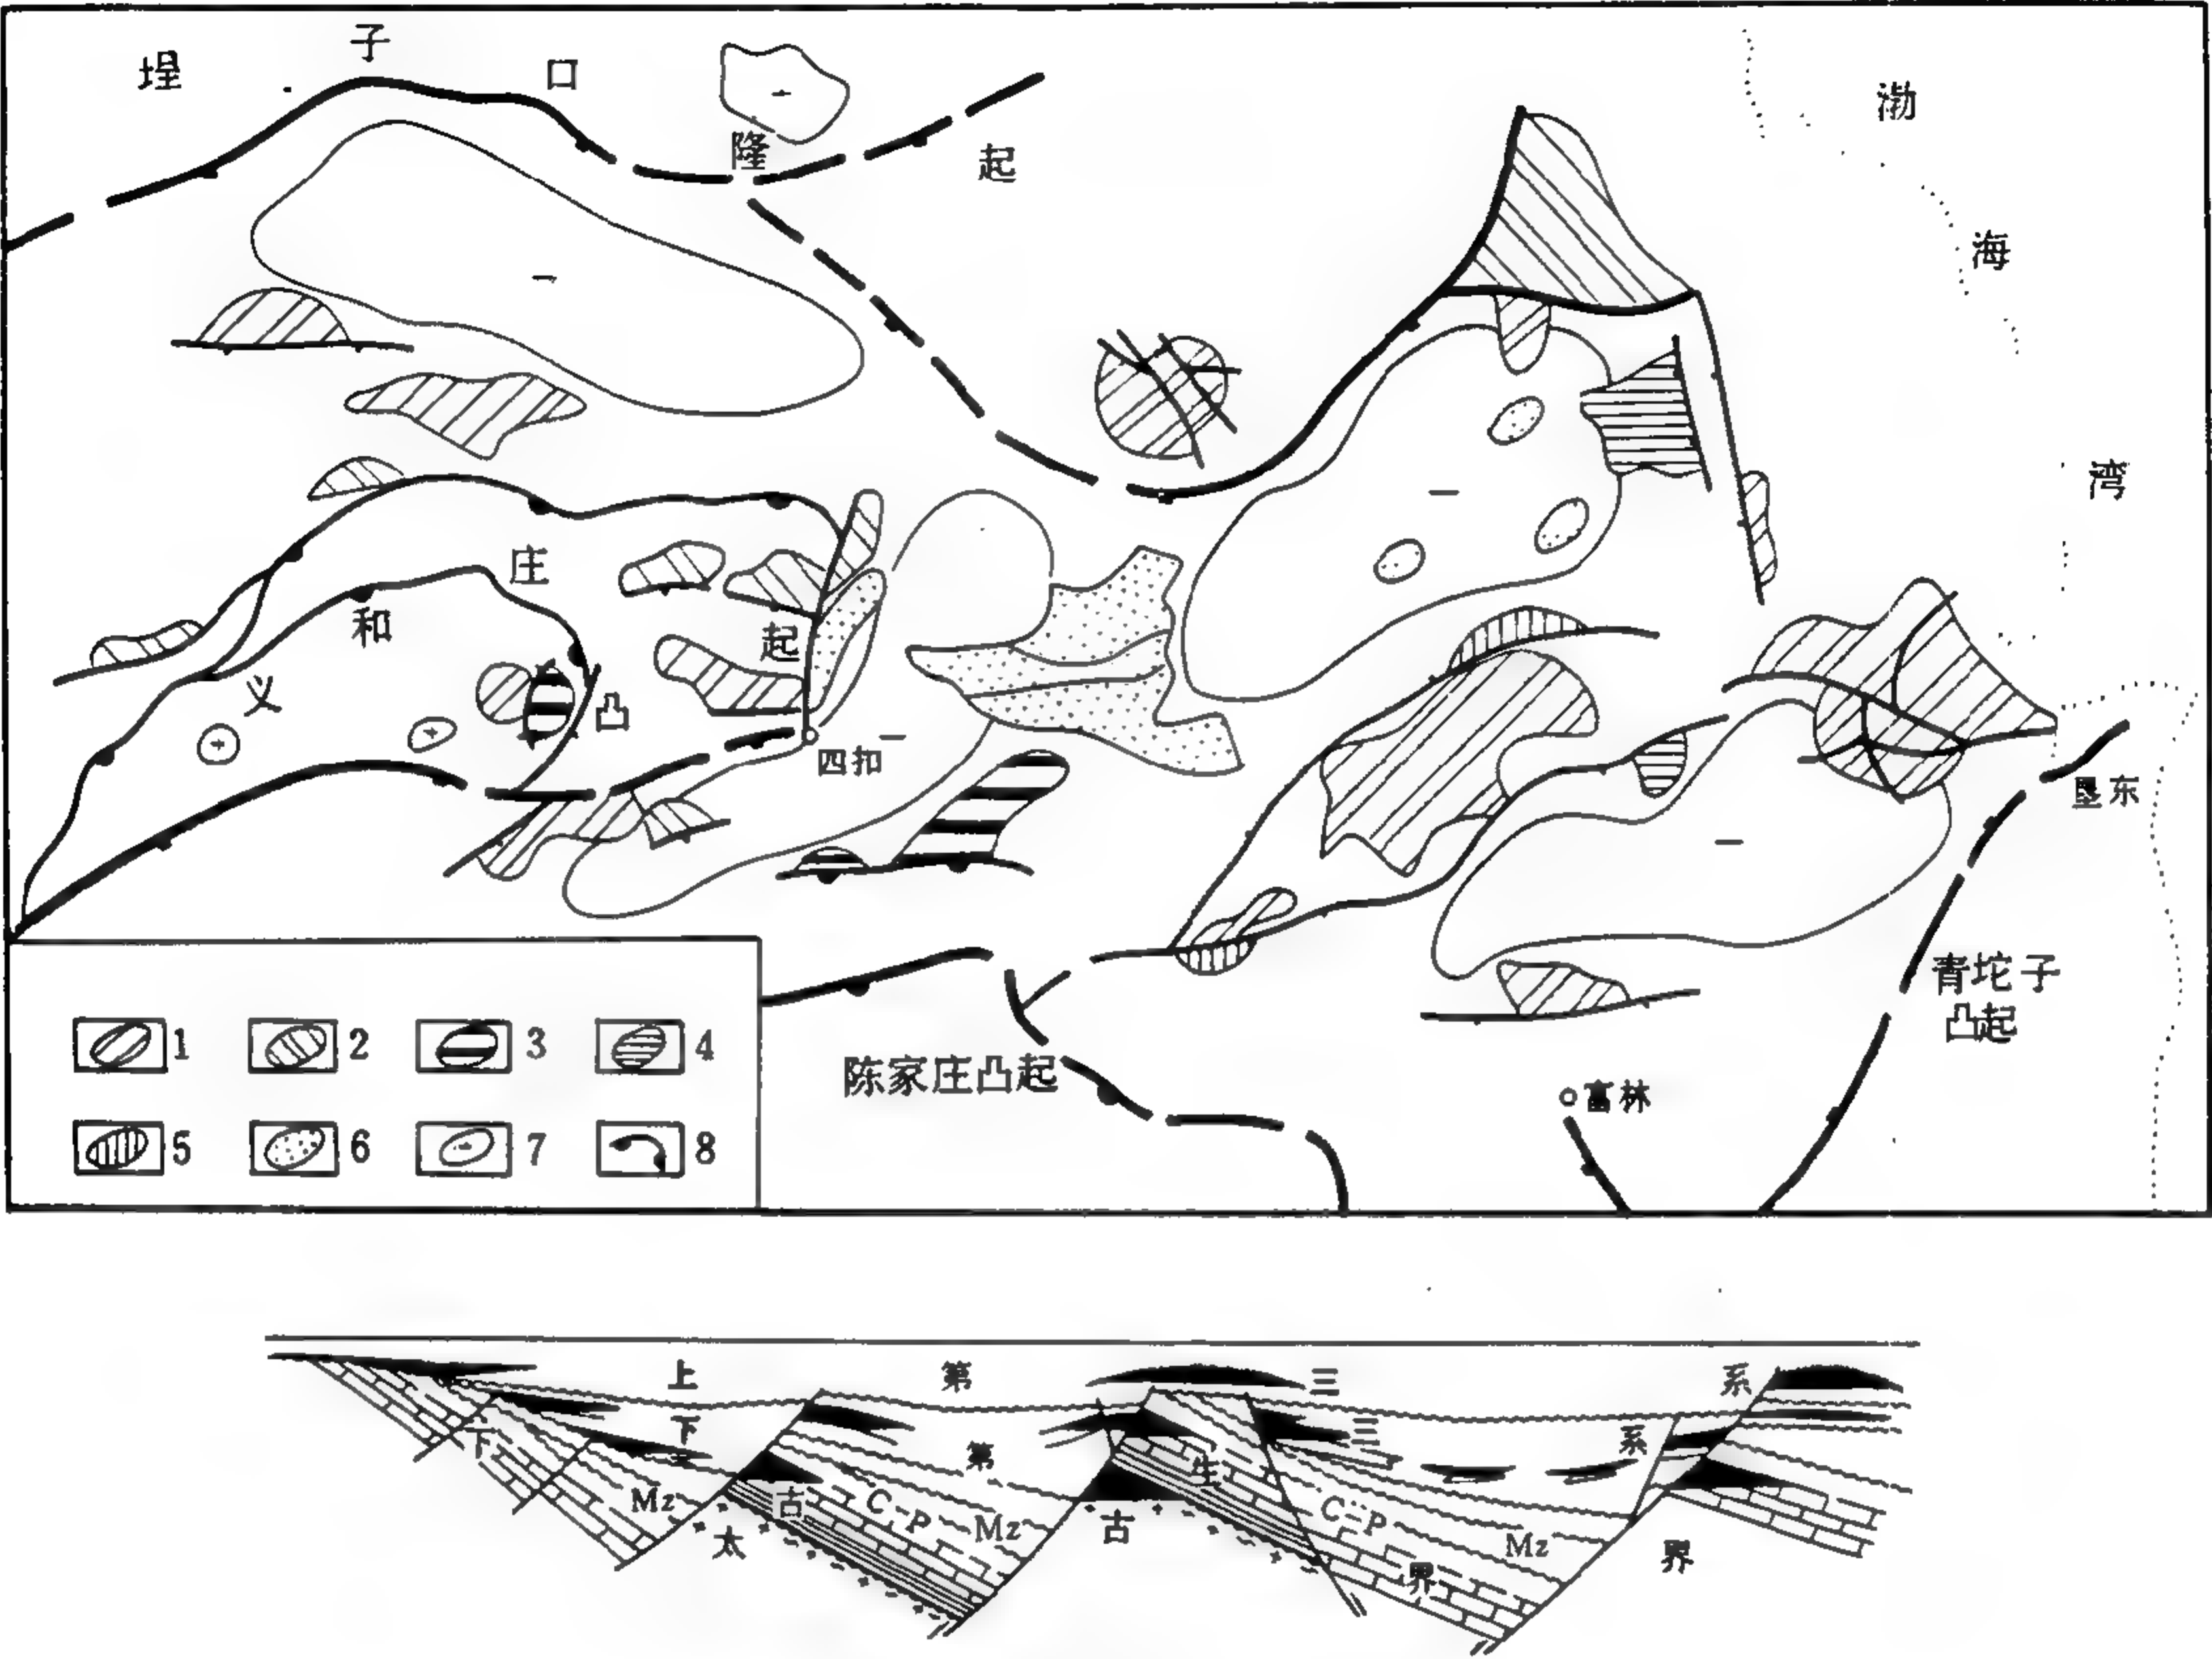 埕子口隆起
渤海湾
义和庄凸起
四扣
垦东
青坨子
凸起
陈家庄凸起
富林
1 2 3 4
5 6 7 8
上第三系
下第三系
下古生界
Mz C-P Mz C-P Mz
太古界